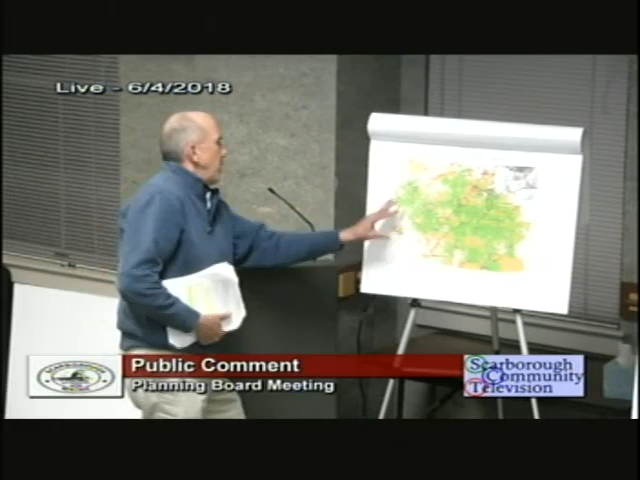 Live - 6/4/2018
Public Comment
Planning Board Meeting
Scarborough
Community
Television